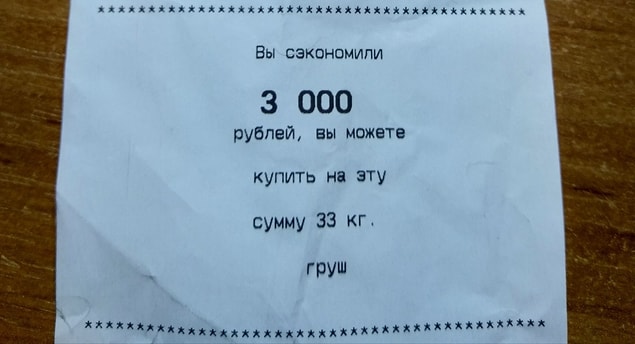 ***************************************************
Вы сэкономили
3 000
рублей, вы можете
купить на эту
сумму 33 кг.
груш
***************************************************